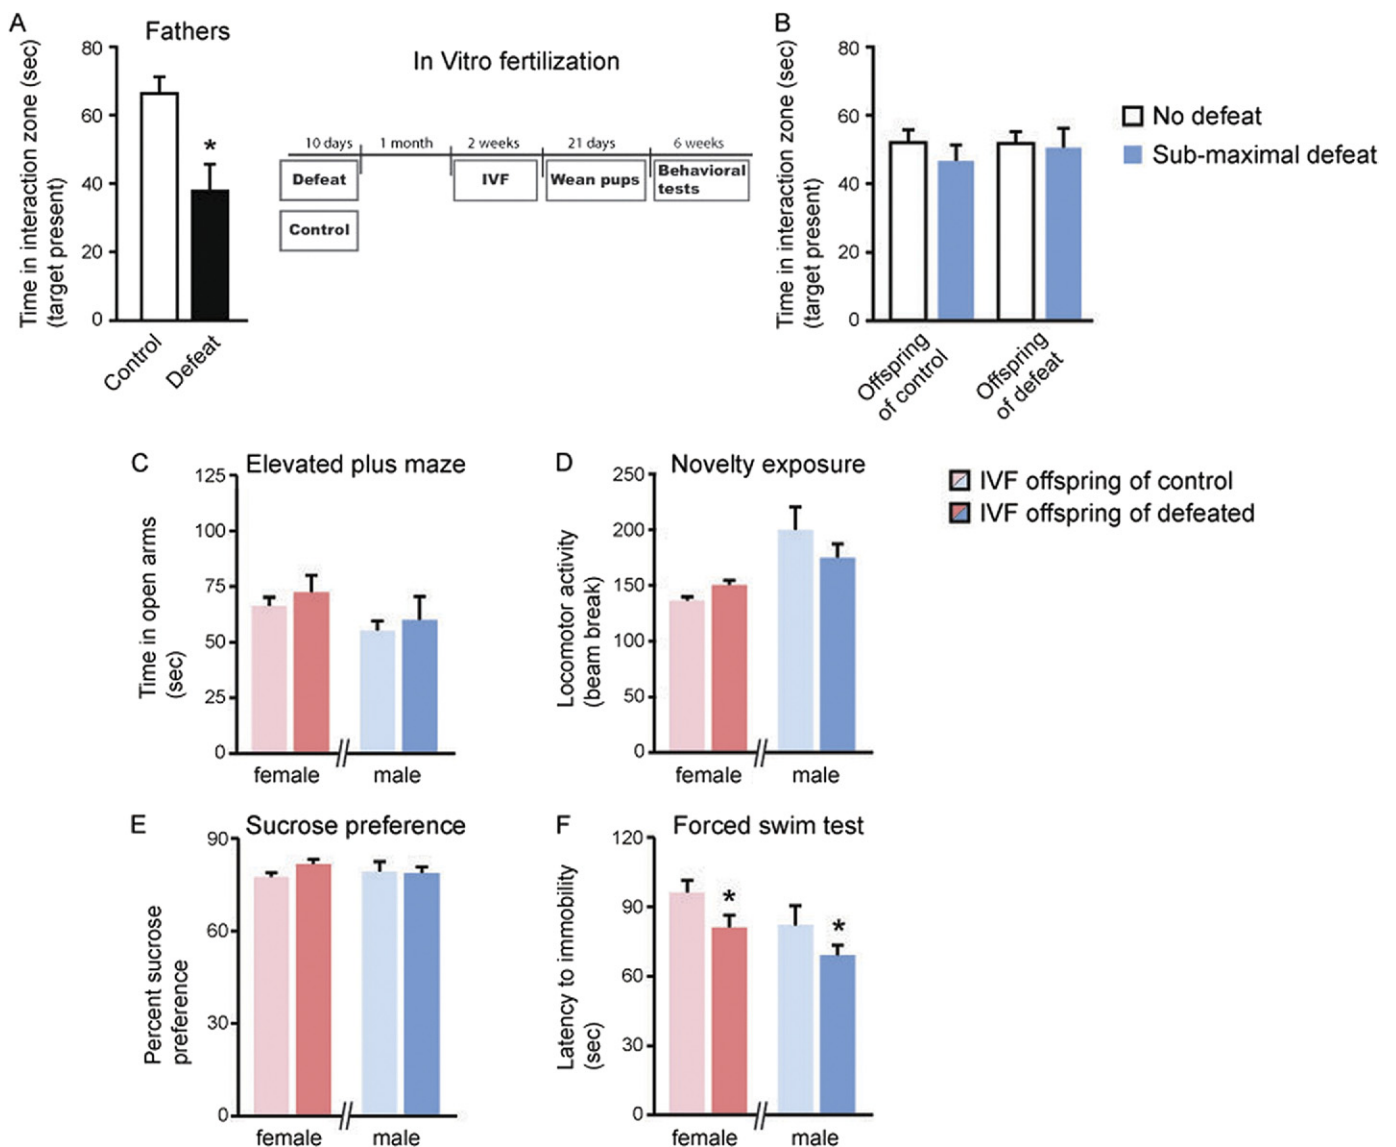 A
Fathers
Time in interaction zone (sec)
(target present)
80
60
40
20
0
*
Control
Defeat
In Vitro fertilization
10 days
1 month
2 weeks
21 days
6 weeks
Defeat
IVF
Wean pups
Behavioral
tests
Control
B
Time in interaction zone (sec)
(target present)
80
60
40
20
0
Offspring
of control
Offspring
of defeat
No defeat
Sub-maximal defeat
C
Elevated plus maze
Time in open arms
(sec)
125
100
75
50
25
0
female
male
D
Novelty exposure
Locomotor activity
(beam break)
250
200
150
100
50
0
female
male
IVF offspring of control
IVF offspring of defeated
E
Sucrose preference
Percent sucrose
preference
90
60
30
0
female
male
F
Forced swim test
Latency to immobility
(sec)
120
90
60
30
0
*
*
female
male